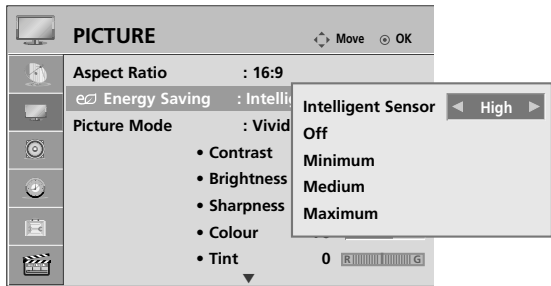 PICTURE
Move OK
Aspect Ratio : 16:9
e Energy Saving : Intelli
Picture Mode : Vivid
• Contrast
• Brightness
• Sharpness
• Colour
• Tint 0 R G
Intelligent Sensor ◀ High ▶
Off
Minimum
Medium
Maximum